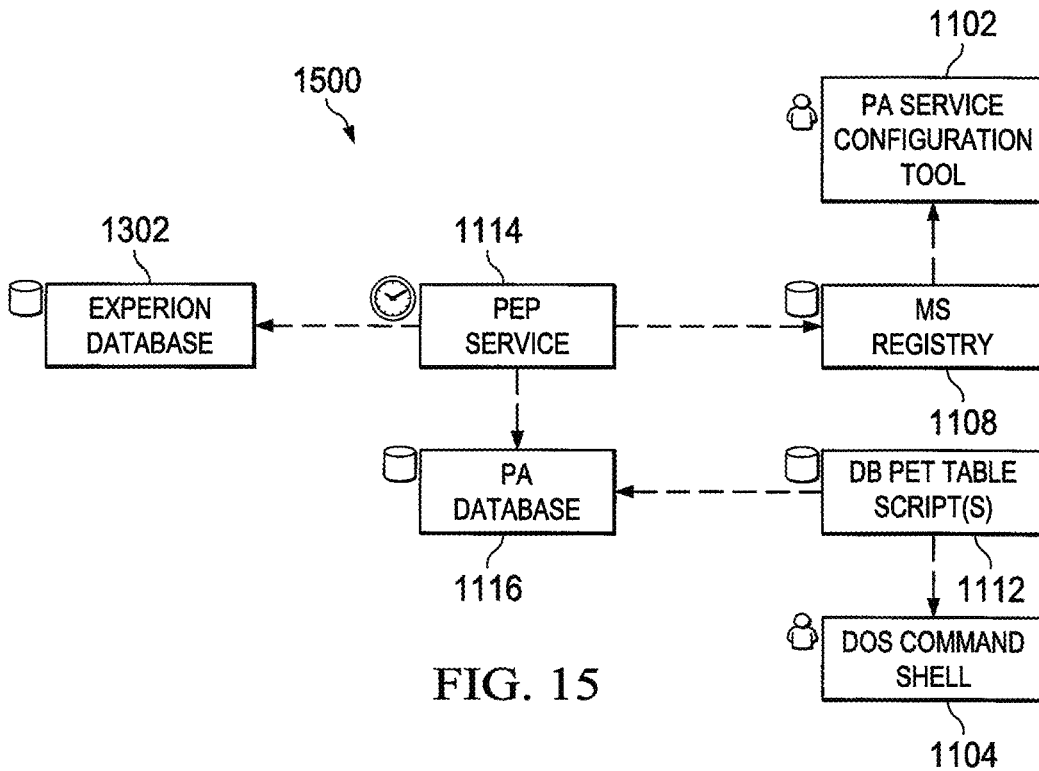 1102
1500
PA SERVICE
CONFIGURATION
TOOL
1302
1114
EXPERION
DATABASE
PEP
SERVICE
MS
REGISTRY
1108
PA
DATABASE
DB PET TABLE
SCRIPT(S)
1116
1112
DOS COMMAND
SHELL
FIG. 15
1104